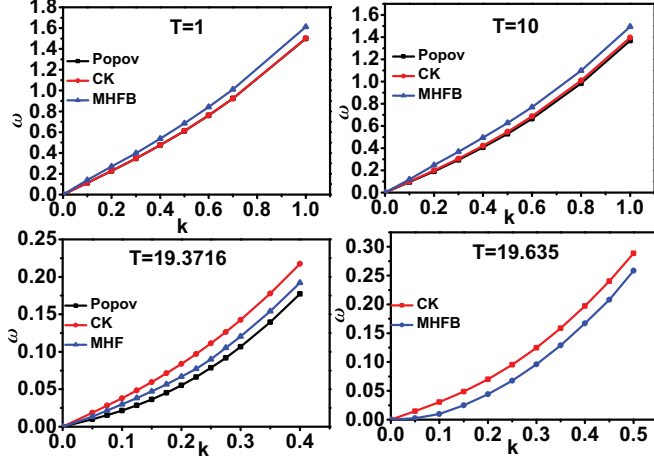 T=1
1.8
1.6
1.4
1.2
1.0
0.8
0.6
0.4
0.2
0.0
ω
Popov
CK
MHFB
0.0 0.2 0.4 0.6 0.8 1.0
k
T=10
1.6
1.4
1.2
1.0
0.8
0.6
0.4
0.2
0.0
ω
Popov
CK
MHFB
0.0 0.2 0.4 0.6 0.8 1.0
k
T=19.3716
0.25
0.20
0.15
0.10
0.05
0.00
ω
Popov
CK
MHF
0.0 0.1 0.2 0.3 0.4
k
T=19.635
0.30
0.25
0.20
0.15
0.10
0.05
0.00
ω
CK
MHFB
0.0 0.1 0.2 0.3 0.4 0.5
k